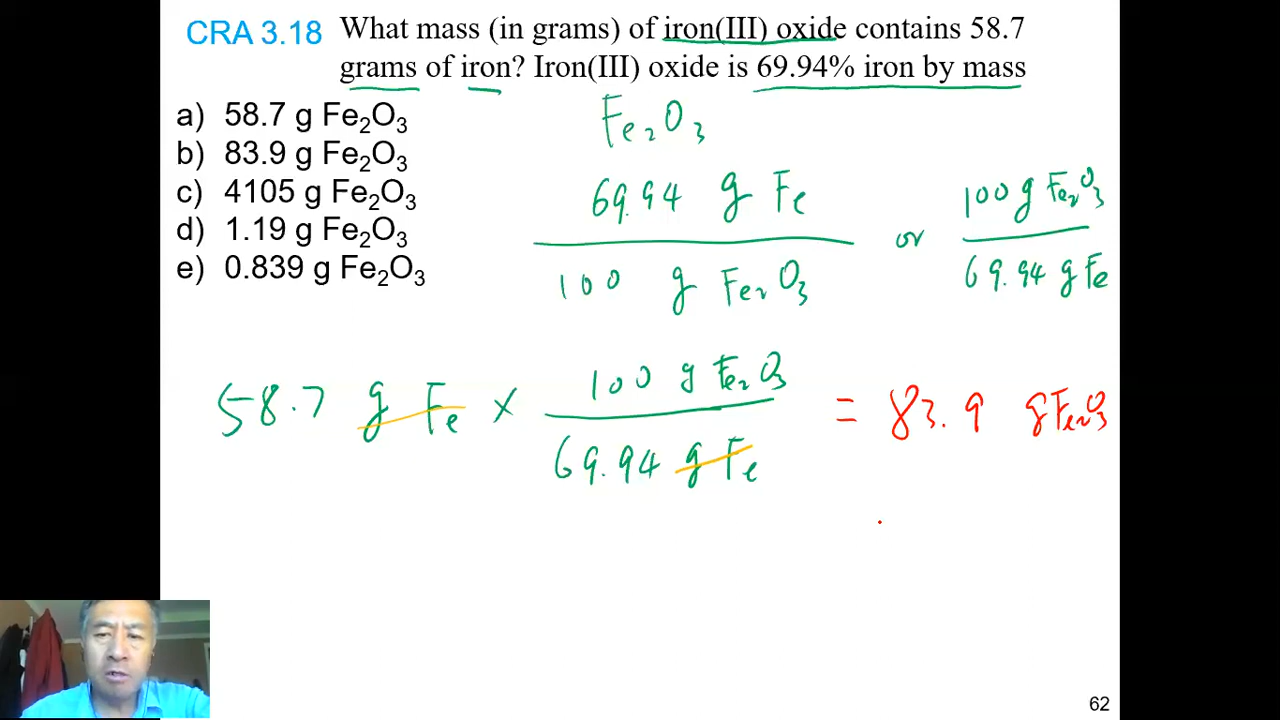 CRA 3.18 What mass (in grams) of iron(III) oxide contains 58.7
grams of iron? Iron(III) oxide is 69.94% iron by mass
a) 58.7 g Fe₂O₃
b) 83.9 g Fe₂O₃
c) 4105 g Fe₂O₃
d) 1.19 g Fe₂O₃
e) 0.839 g Fe₂O₃
Fe₂O₃
69.94 g Fe
100 g Fe₂O₃
or
100 g Fe₂O₃
69.94 g Fe
58.7 g Fe ×
100 g Fe₂O₃
69.94 g Fe
= 83.9 g Fe₂O₃
62